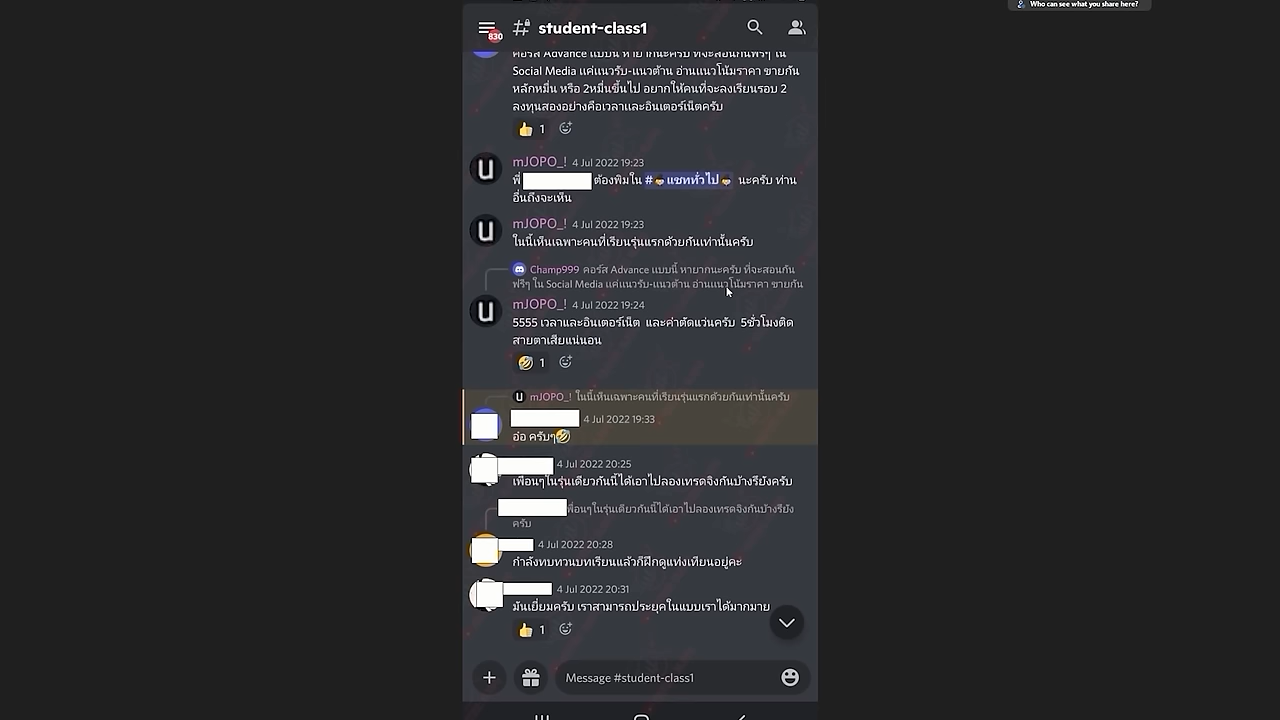 Who can see what you share here?
830
student-class1
คอร์ส Advance แบบนี้ หายากนะครับ ที่จะสอนกันฟรีๆ ใน
Social Media แค่แนวรับ-แนวต้าน อ่านแนวโน้มราคา ขายกัน
หลักหมื่น หรือ 2หมื่นขึ้นไป อยากให้คนที่จะลงเรียนรอบ 2
ลงทุนสองอย่างคือเวลาและอินเตอร์เน็ตครับ
1
mJOPO_! 4 Jul 2022 19:23
พี่ ต้องพิมใน # แชททั่วไป นะครับ ท่าน
อื่นถึงจะเห็น
mJOPO_! 4 Jul 2022 19:23
ในนี้เห็นเฉพาะคนที่เรียนรุ่นแรกด้วยกันเท่านั้นครับ
Champ999 คอร์ส Advance แบบนี้ หายากนะครับ ที่จะสอนกัน
ฟรีๆ ใน Social Media แค่แนวรับ-แนวต้าน อ่านแนวโน้มราคา ขายกัน
mJOPO_! 4 Jul 2022 19:24
5555 เวลาและอินเตอร์เน็ต และค่าตัดแว่นครับ 5ชั่วโมงติด
สายตาเสียแน่นอน
1
mJOPO_! ในนี้เห็นเฉพาะคนที่เรียนรุ่นแรกด้วยกันเท่านั้นครับ
4 Jul 2022 19:33
อ๋อ ครับๆ
4 Jul 2022 20:25
เพื่อนๆในรุ่นเดียวกันนี้ได้เอาไปลองเทรดจิงกันบ้างรึยังครับ
พื่อนๆในรุ่นเดียวกันนี้ได้เอาไปลองเทรดจิงกันบ้างรึยัง
ครับ
4 Jul 2022 20:28
กำลังทบทวนบทเรียนแล้วก็ฝึกดูแท่งเทียนอยู่คะ
4 Jul 2022 20:31
มันเยี่ยมครับ เราสามารถประยุคในแบบเราได้มากมาย
1
Message #student-class1